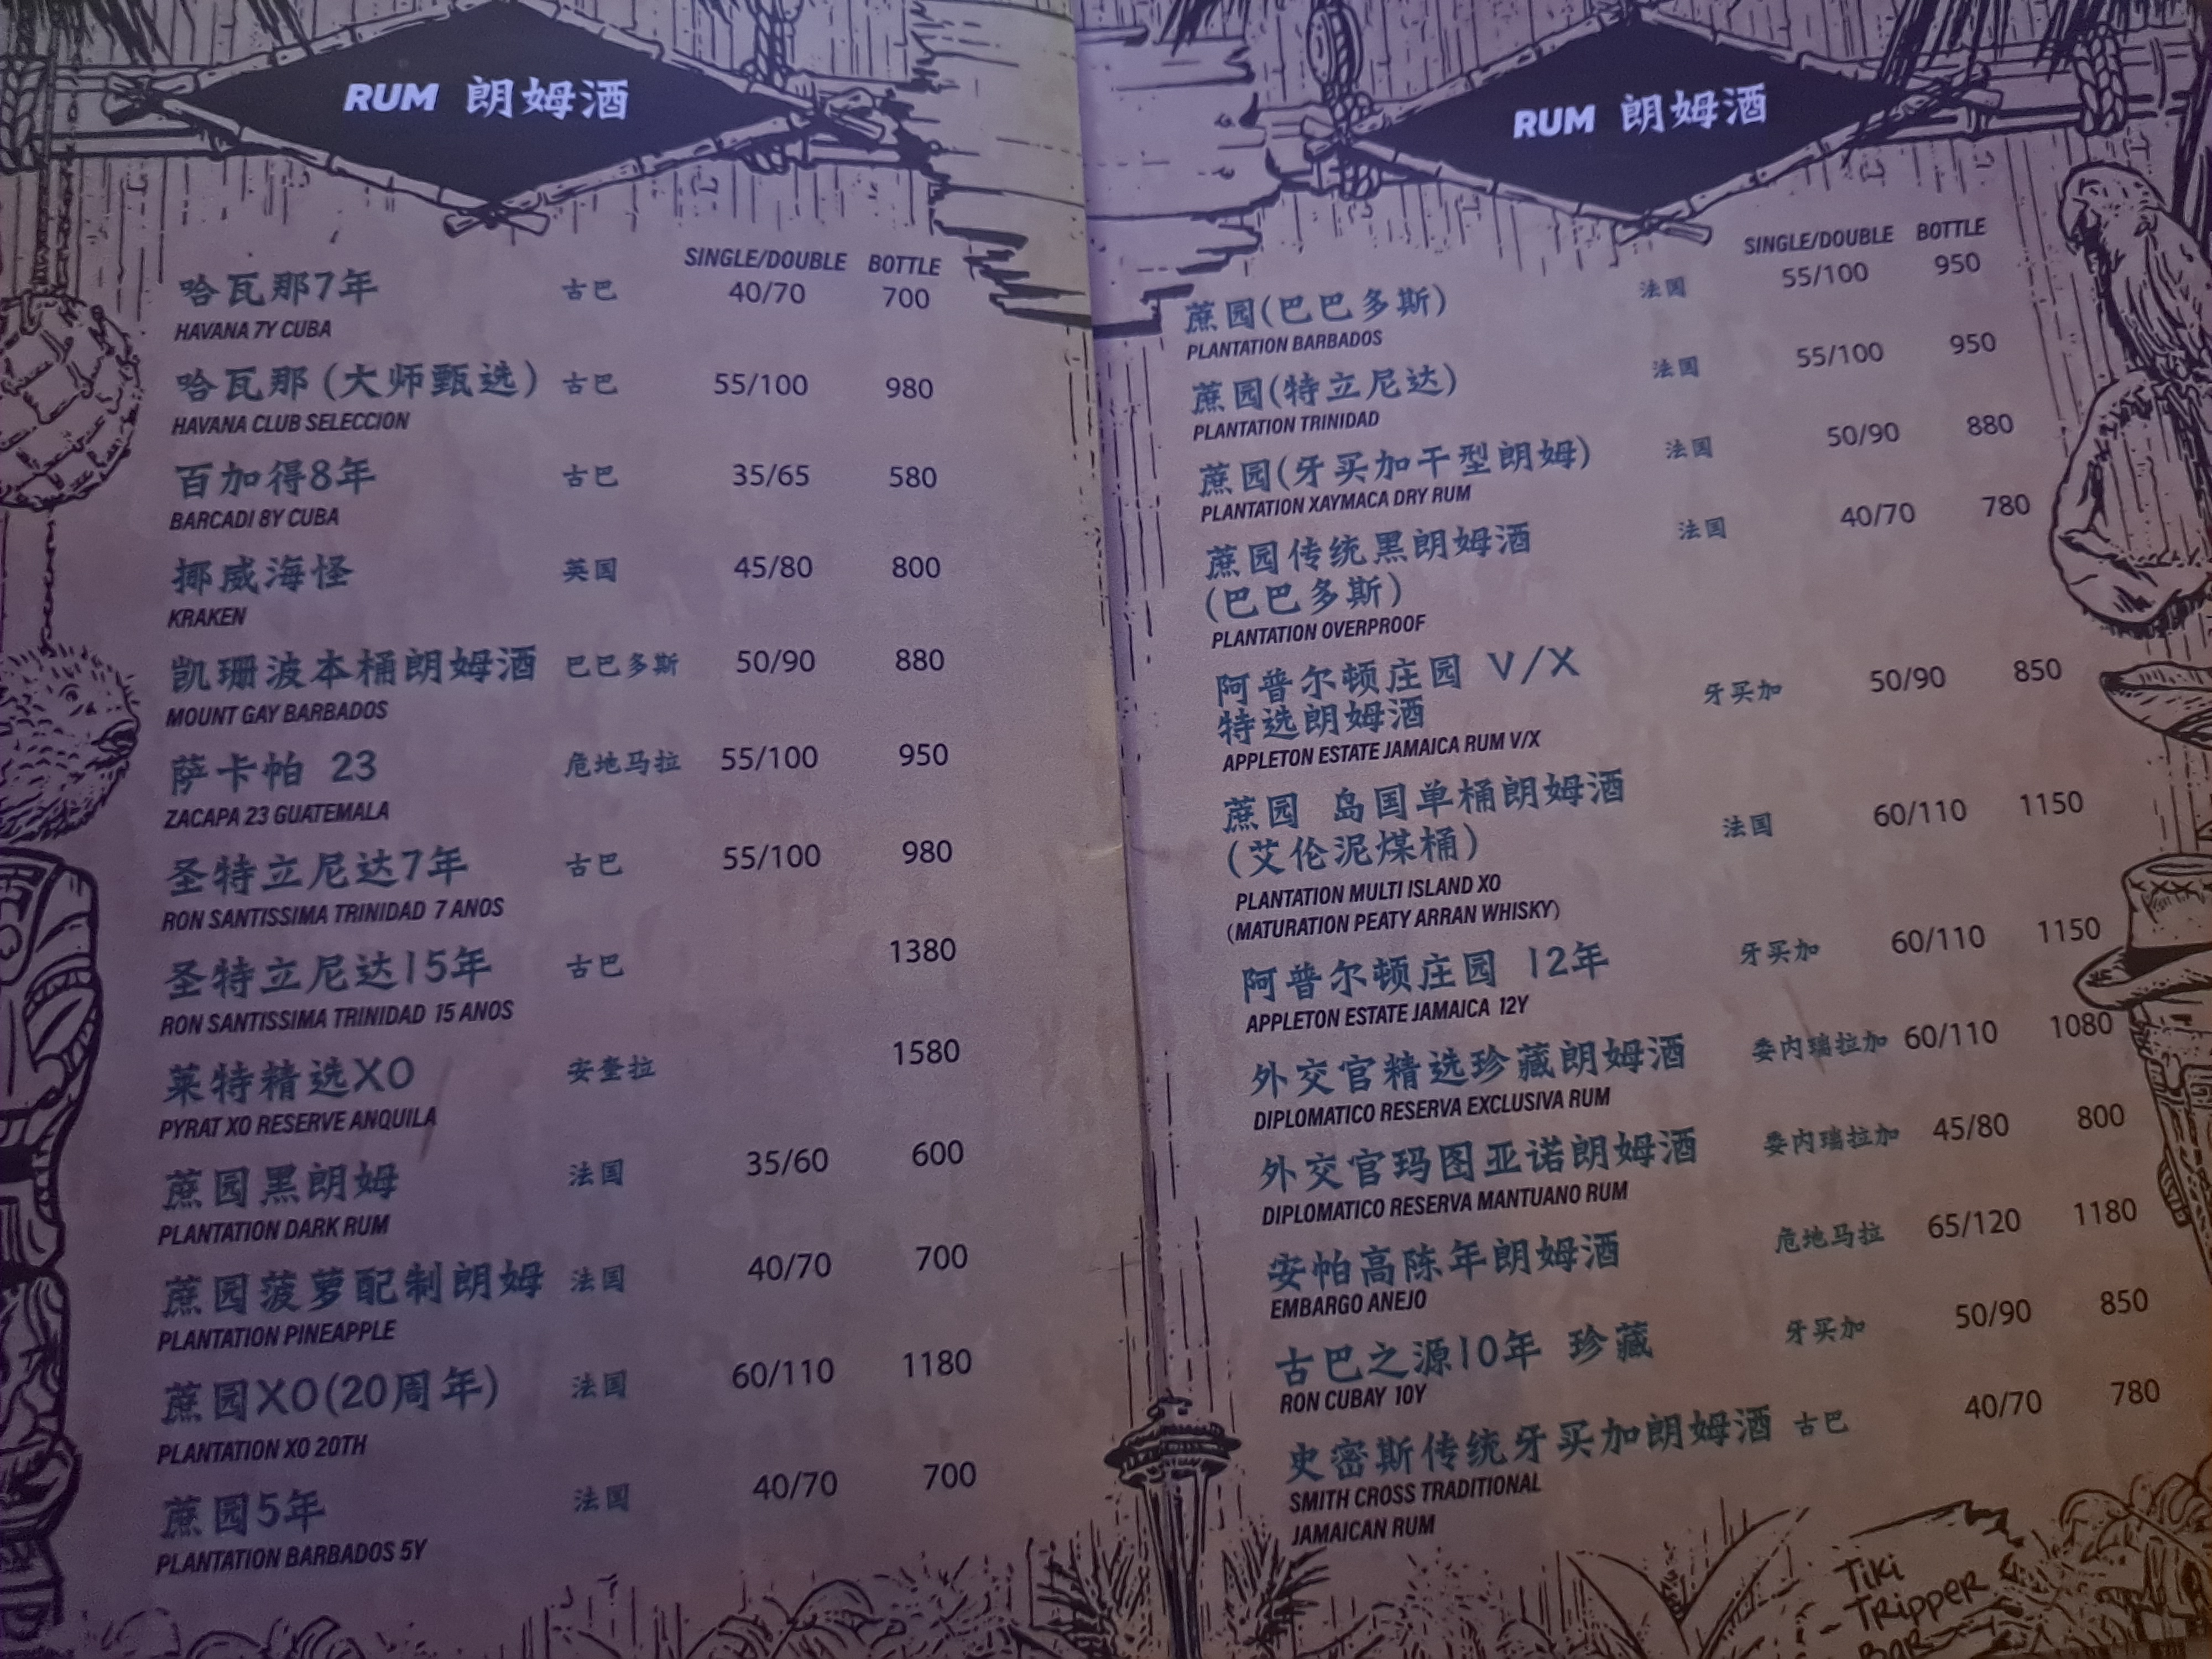 RUM 朗姆酒
SINGLE/DOUBLE BOTTLE
哈瓦那7年 古巴 40/70 700
HAVANA 7Y CUBA
哈瓦那(大师甄选) 古巴 55/100 980
HAVANA CLUB SELECCION
百加得8年 古巴 35/65 580
BARCADI 8Y CUBA
挪威海怪 英国 45/80 800
KRAKEN
凯珊波本桶朗姆酒 巴巴多斯 50/90 880
MOUNT GAY BARBADOS
萨卡帕 23 危地马拉 55/100 950
ZACAPA 23 GUATEMALA
圣特立尼达7年 古巴 55/100 980
RON SANTISSIMA TRINIDAD 7 ANOS
圣特立尼达15年 古巴 1380
RON SANTISSIMA TRINIDAD 15 ANOS
莱特精选XO 安奎拉 1580
PYRAT XO RESERVE ANQUILA
蔗园黑朗姆 法国 35/60 600
PLANTATION DARK RUM
蔗园菠萝配制朗姆 法国 40/70 700
PLANTATION PINEAPPLE
蔗园XO(20周年) 法国 60/110 1180
PLANTATION XO 20TH
蔗园5年 法国 40/70 700
PLANTATION BARBADOS 5Y
RUM 朗姆酒
SINGLE/DOUBLE BOTTLE
蔗园(巴巴多斯) 法国 55/100 950
PLANTATION BARBADOS
蔗园(特立尼达) 法国 55/100 950
PLANTATION TRINIDAD
蔗园(牙买加干型朗姆) 法国 50/90 880
PLANTATION XAYMACA DRY RUM
蔗园传统黑朗姆酒 法国 40/70 780
(巴巴多斯)
PLANTATION OVERPROOF
阿普尔顿庄园 V/X 牙买加 50/90 850
特选朗姆酒
APPLETON ESTATE JAMAICA RUM V/X
蔗园 岛国单桶朗姆酒 法国 60/110 1150
(艾伦泥煤桶)
PLANTATION MULTI ISLAND XO
(MATURATION PEATY ARRAN WHISKY)
阿普尔顿庄园 12年 牙买加 60/110 1150
APPLETON ESTATE JAMAICA 12Y
外交官精选珍藏朗姆酒 委内瑞拉加 60/110 1080
DIPLOMATICO RESERVA EXCLUSIVA RUM
外交官玛图亚诺朗姆酒 委内瑞拉加 45/80 800
DIPLOMATICO RESERVA MANTUANO RUM
安帕高陈年朗姆酒 危地马拉 65/120 1180
EMBARGO ANEJO
古巴之源10年 珍藏 牙买加 50/90 850
RON CUBAY 10Y
史密斯传统牙买加朗姆酒 古巴 40/70 780
SMITH CROSS TRADITIONAL
JAMAICAN RUM
Tiki
TRipper
BAR